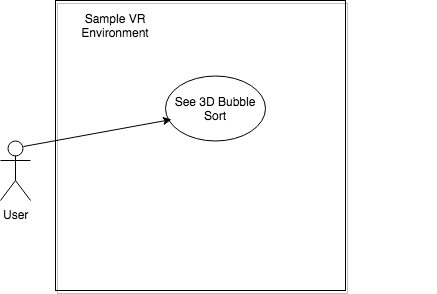 Sample VR
Environment
See 3D Bubble
Sort
User